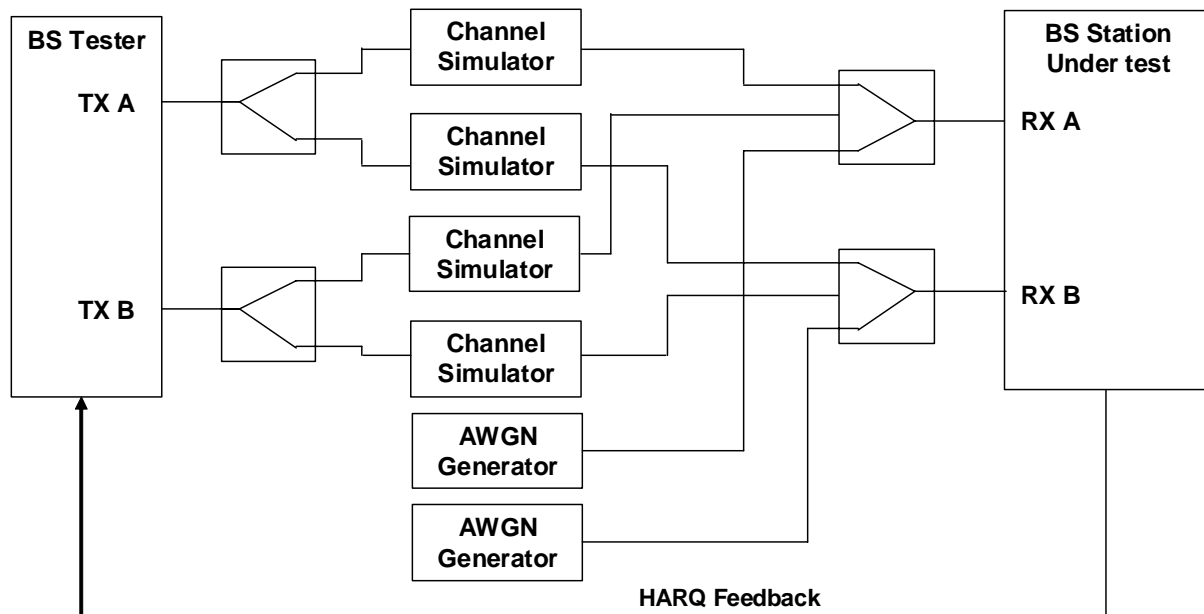 BS Tester
TX A
TX B
Channel
Simulator
Channel
Simulator
Channel
Simulator
Channel
Simulator
AWGN
Generator
AWGN
Generator
BS Station
Under test
RX A
RX B
HARQ Feedback